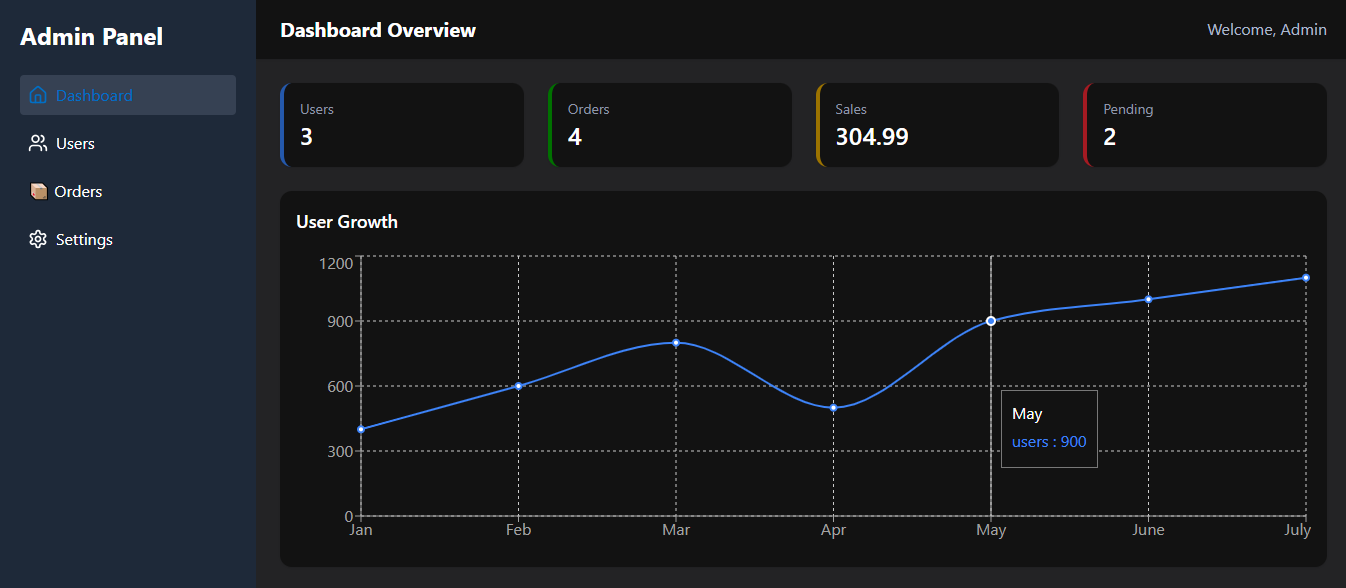 Admin Panel
Dashboard
Users
Orders
Settings
Dashboard Overview
Welcome, Admin
Users
3
Orders
4
Sales
304.99
Pending
2
User Growth
1200
900
600
300
0
May
users : 900
Jan Feb Mar Apr May June July